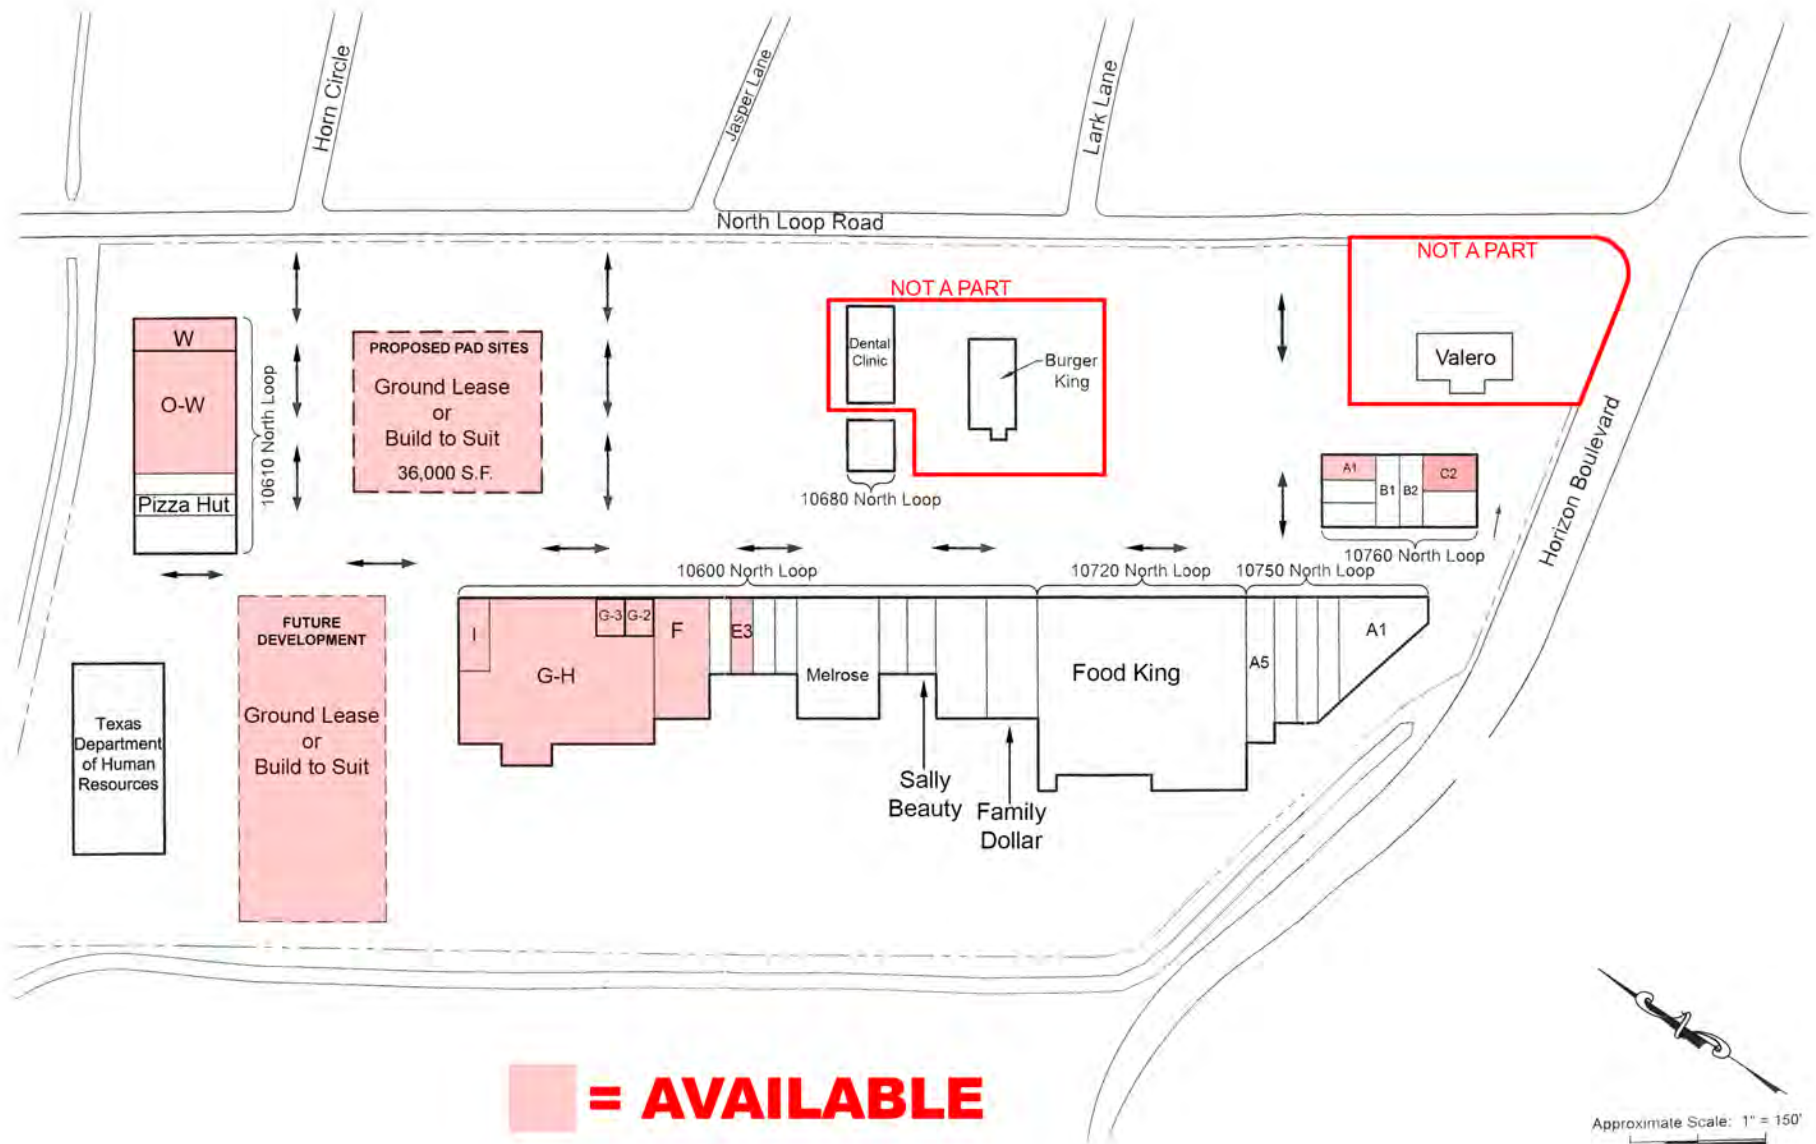 Horn Circle
Jasper Lane
Lark Lane
North Loop Road
NOT A PART
Valero
Horizon Boulevard
NOT A PART
Dental
Clinic
Burger
King
10680 North Loop
W
O-W
Pizza Hut
10610 North Loop
PROPOSED PAD SITES
Ground Lease
or
Build to Suit
36,000 S.F.
A1
B1
B2
C2
10760 North Loop
10600 North Loop
10720 North Loop
10750 North Loop
FUTURE
DEVELOPMENT
Ground Lease
or
Build to Suit
Texas
Department
of Human
Resources
I
G-H
G-3
G-2
F
E3
Melrose
Sally
Beauty
Family
Dollar
Food King
A5
A1
= AVAILABLE
Approximate Scale: 1" = 150'